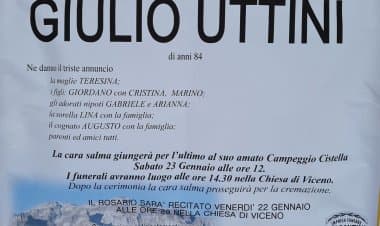 GIULIO UTTINI
di anni 84
Ne danno il triste annuncio
la moglie TERESINA;
i figli: GIORDANO con CRISTINA, MARINO;
gli adorati nipoti GABRIELE e ARIANNA;
la sorella LINA con la famiglia;
il cognato AUGUSTO con la famiglia;
parenti ed amici tutti.
La cara salma giungerà per l'ultimo al suo amato Campeggio Cistella
Sabato 23 Gennaio alle ore 12.
I funerali avranno luogo alle ore 14.30 nella Chiesa di Viceno.
Dopo la cerimonia la cara salma proseguirà per la cremazione.
IL ROSARIO SARA' RECITATO VENERDI' 22 GENNAIO
ALLE ORE 20 NELLA CHIESA DI VICENO